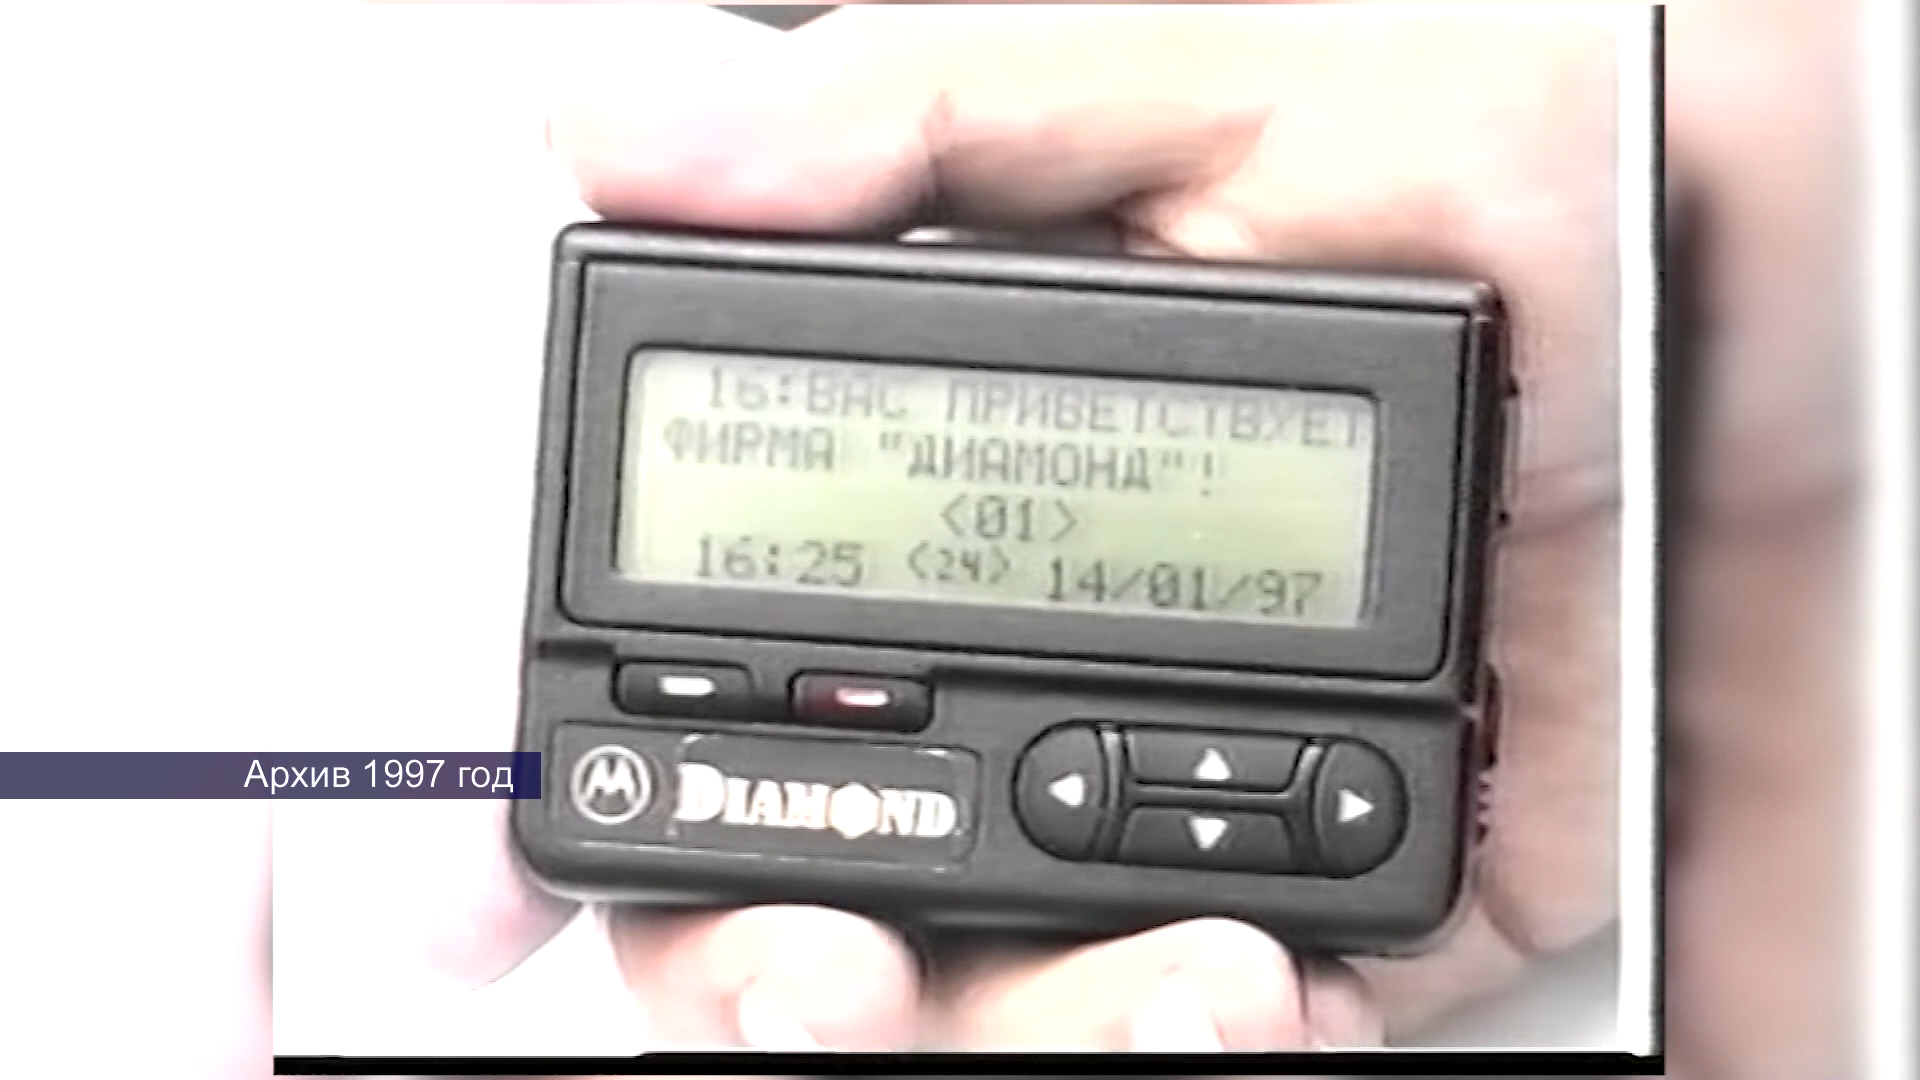 16:ВАС ПРИВЕТСТВУЕТ
ФИРМА "ДИАМОНД"!
<01>
16:25 <24> 14/01/97
Архив 1997 год
DIAMOND